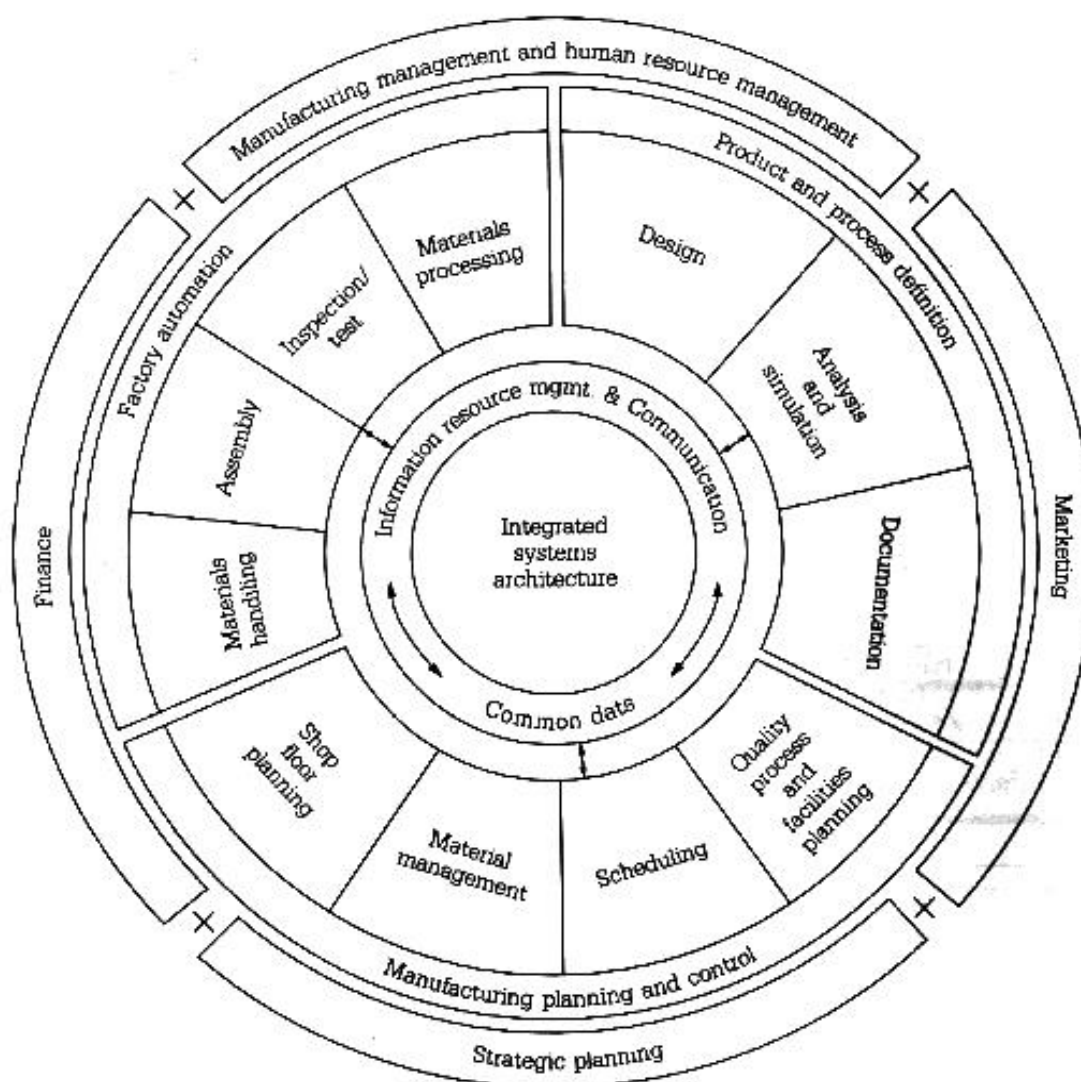 Manufacturing management and human resource management
Product and process definition
Factory automation
Materials
processing
Design
Inspection/
test
Analysis
and
simulation
Assembly
Information resource mgmt. & Communication
Integrated
systems
architecture
Documentation
Finance
Marketing
Materials
handling
Common data
Shop
floor
planning
Quality
process
and
facilities
planning
Material
management
Scheduling
Manufacturing planning and control
Strategic planning